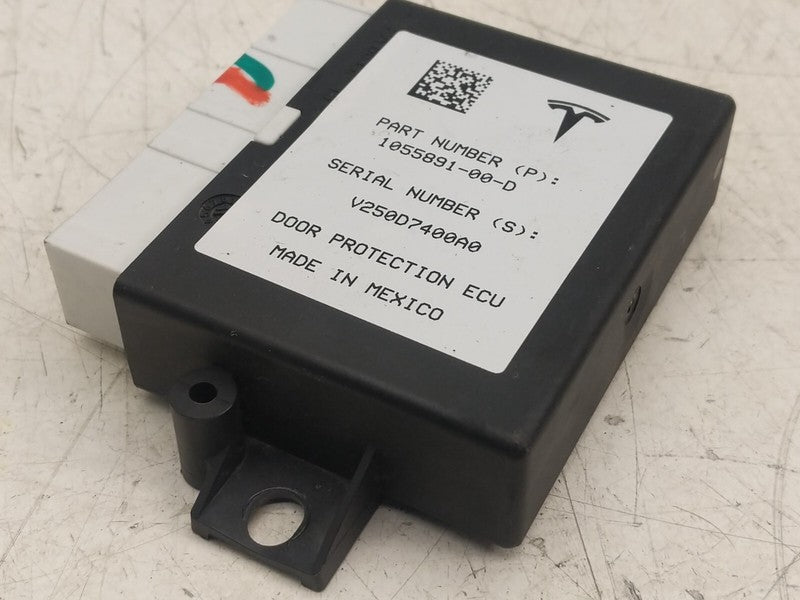 PART NUMBER (P):
1055891-00-D
SERIAL NUMBER (S):
V250D7400A0
DOOR PROTECTION ECU
MADE IN MEXICO